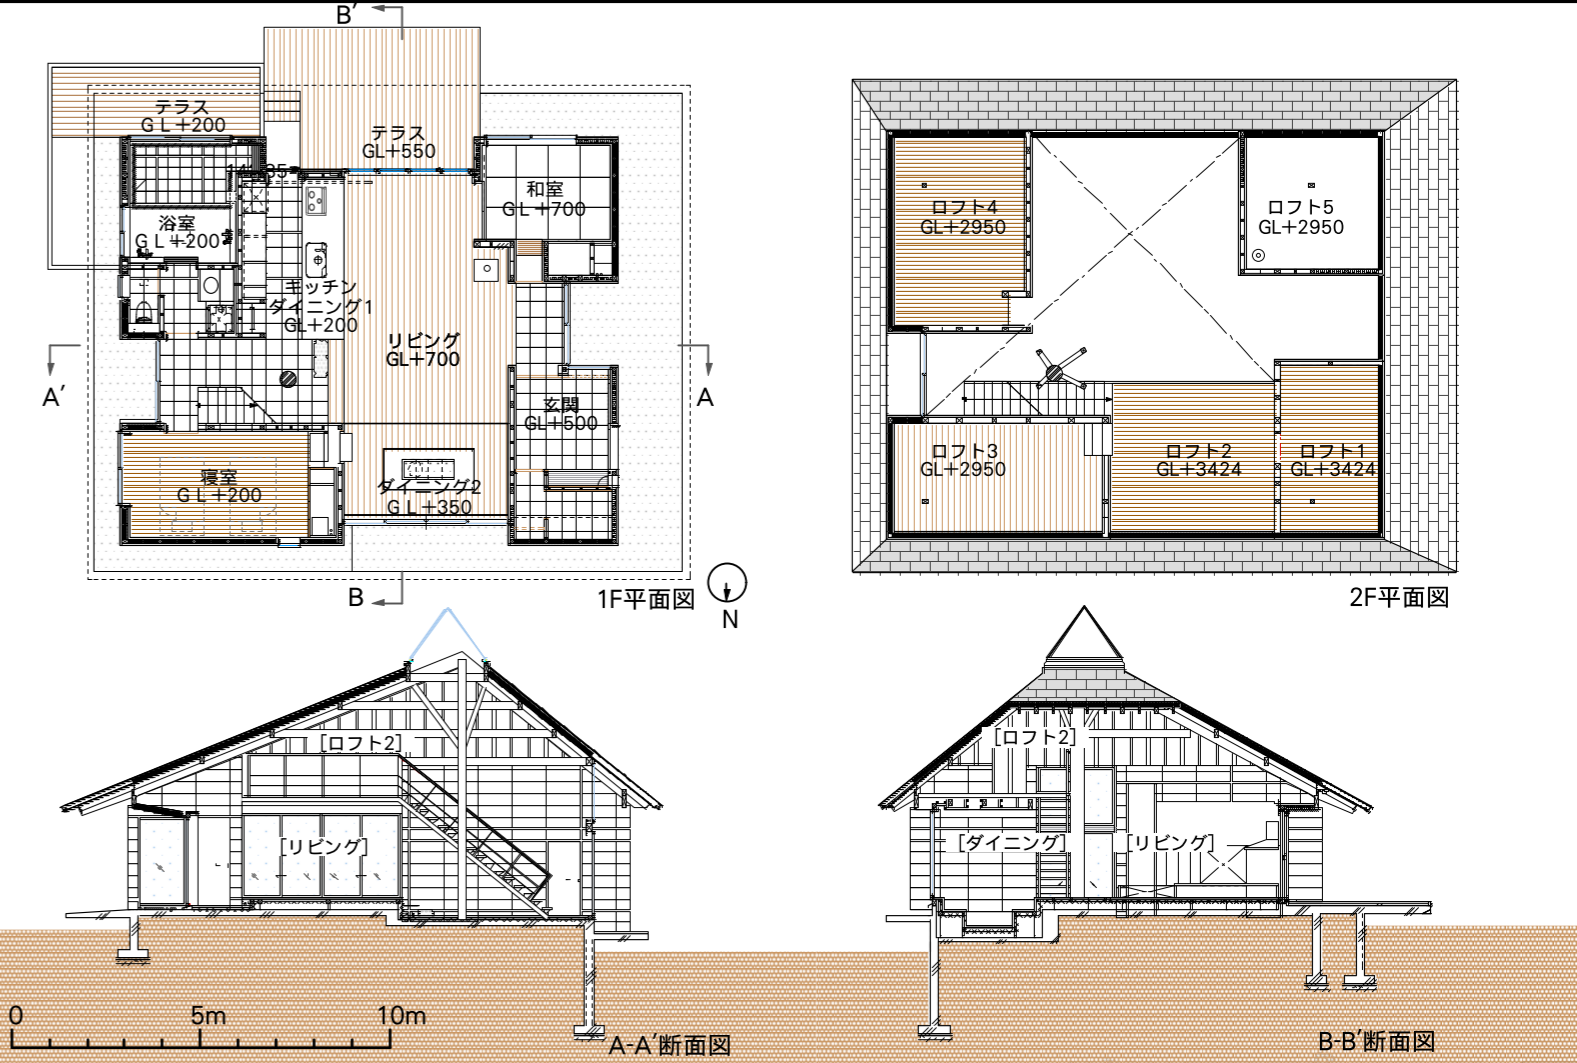 B′
テラス
GL+200
テラス
GL+550
和室
GL+700
浴室
GL+200
キッチン
ダイニング1
GL+200
リビング
GL+700
A′
A
玄関
GL+500
寝室
GL+200
ダイニング2
GL+350
B
1F平面図
N
ロフト4
GL+2950
ロフト5
GL+2950
ロフト3
GL+2950
ロフト2
GL+3424
ロフト1
GL+3424
2F平面図
[ロフト2]
[リビング]
0 5m 10m
A-A′断面図
[ロフト2]
[ダイニング]
[リビング]
B-B′断面図